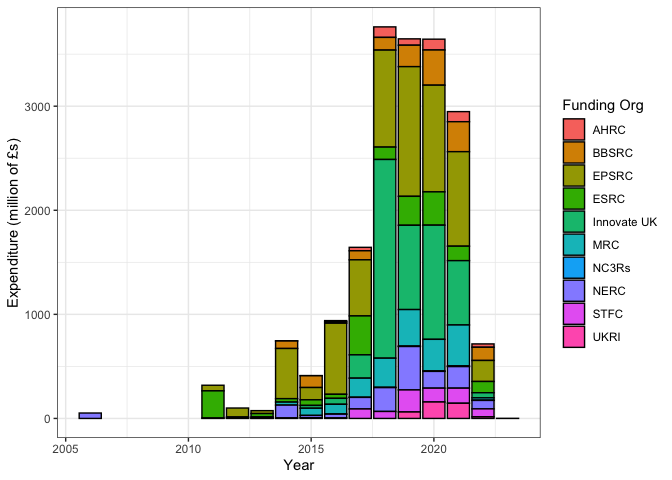 3000
2000
1000
0
Expenditure (million of £s)
2005 2010 2015 2020
Year
Funding Org
AHRC
BBSRC
EPSRC
ESRC
Innovate UK
MRC
NC3Rs
NERC
STFC
UKRI